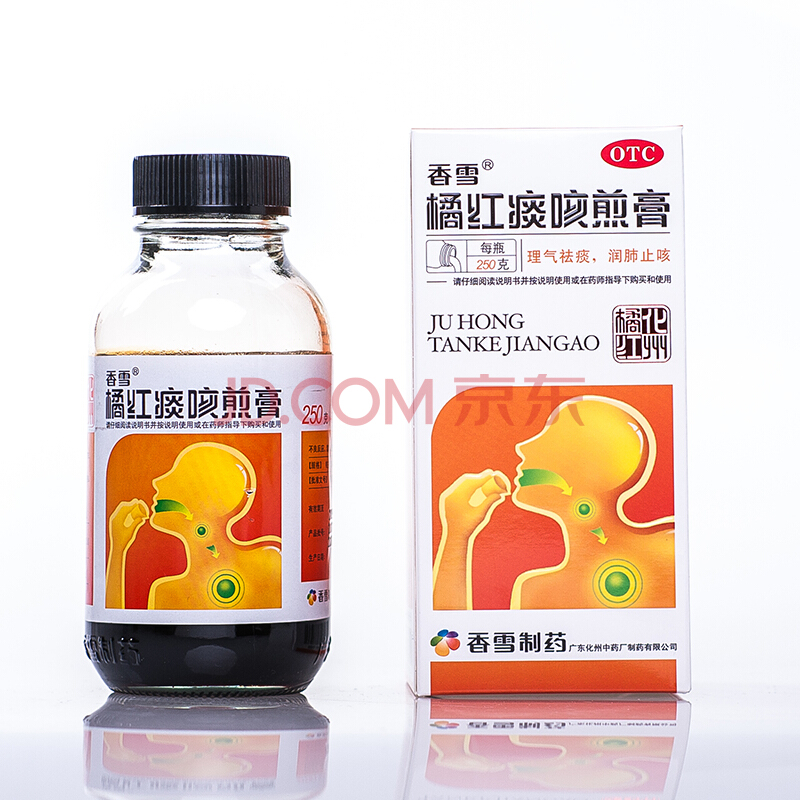 香雪®
橘红痰咳煎膏
250克
请仔细阅读说明书并按说明使用或在药师指导下购买和使用
香雪
香雪制药
OTC
香雪®
橘红痰咳煎膏
每瓶
250克
理气祛痰，润肺止咳
请仔细阅读说明书并按说明使用或在药师指导下购买和使用
JU HONG
TANKE JIANGAO
化州
橘红
香雪制药 广东化州中药厂制药有限公司
JD.COM 京东